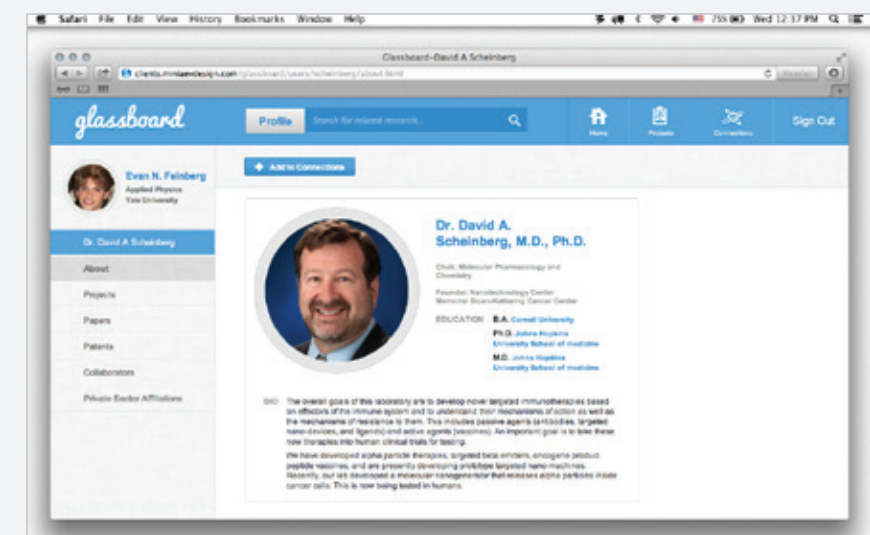 Safari File Edit View History Bookmarks Window Help
75% Wed 12:37 PM
Glassboard-David A Scheinberg
Reader
glassboard
Profile
Search for related research...
Home
Projects
Connections
Sign Out
Evan N. Feinberg
Applied Physics
Yale University
Add to Connections
Dr. David A Scheinberg
About
Projects
Papers
Patents
Collaborators
Private Sector Affiliations
Dr. David A.
Scheinberg, M.D., Ph.D.
Chair, Molecular Pharmacology and
Chemistry
Founder, Nanotechnology Center
Memorial Sloan-Kettering Cancer Center
EDUCATION B.A. Cornell University
Ph.D. Johns Hopkins
University School of medicine
M.D. Johns Hopkins
University School of medicine
BIO The overall goals of this laboratory are to develop novel targeted immunotherapies based
on effectors of the immune system and to understand their mechanisms of action as well as
the mechanisms of resistance to them. This includes passive agents (antibodies, targeted
nano-devices, and ligands) and active agents (vaccines). An important goal is to take these
new therapies into human clinical trials for testing.
We have developed alpha particle therapies, targeted beta emitters, oncogene product
peptide vaccines, and are presently developing prototype targeted nano-machines.
Recently, our lab developed a molecular nanogenerator that releases alpha particles inside
cancer cells. This is now being tested in humans.